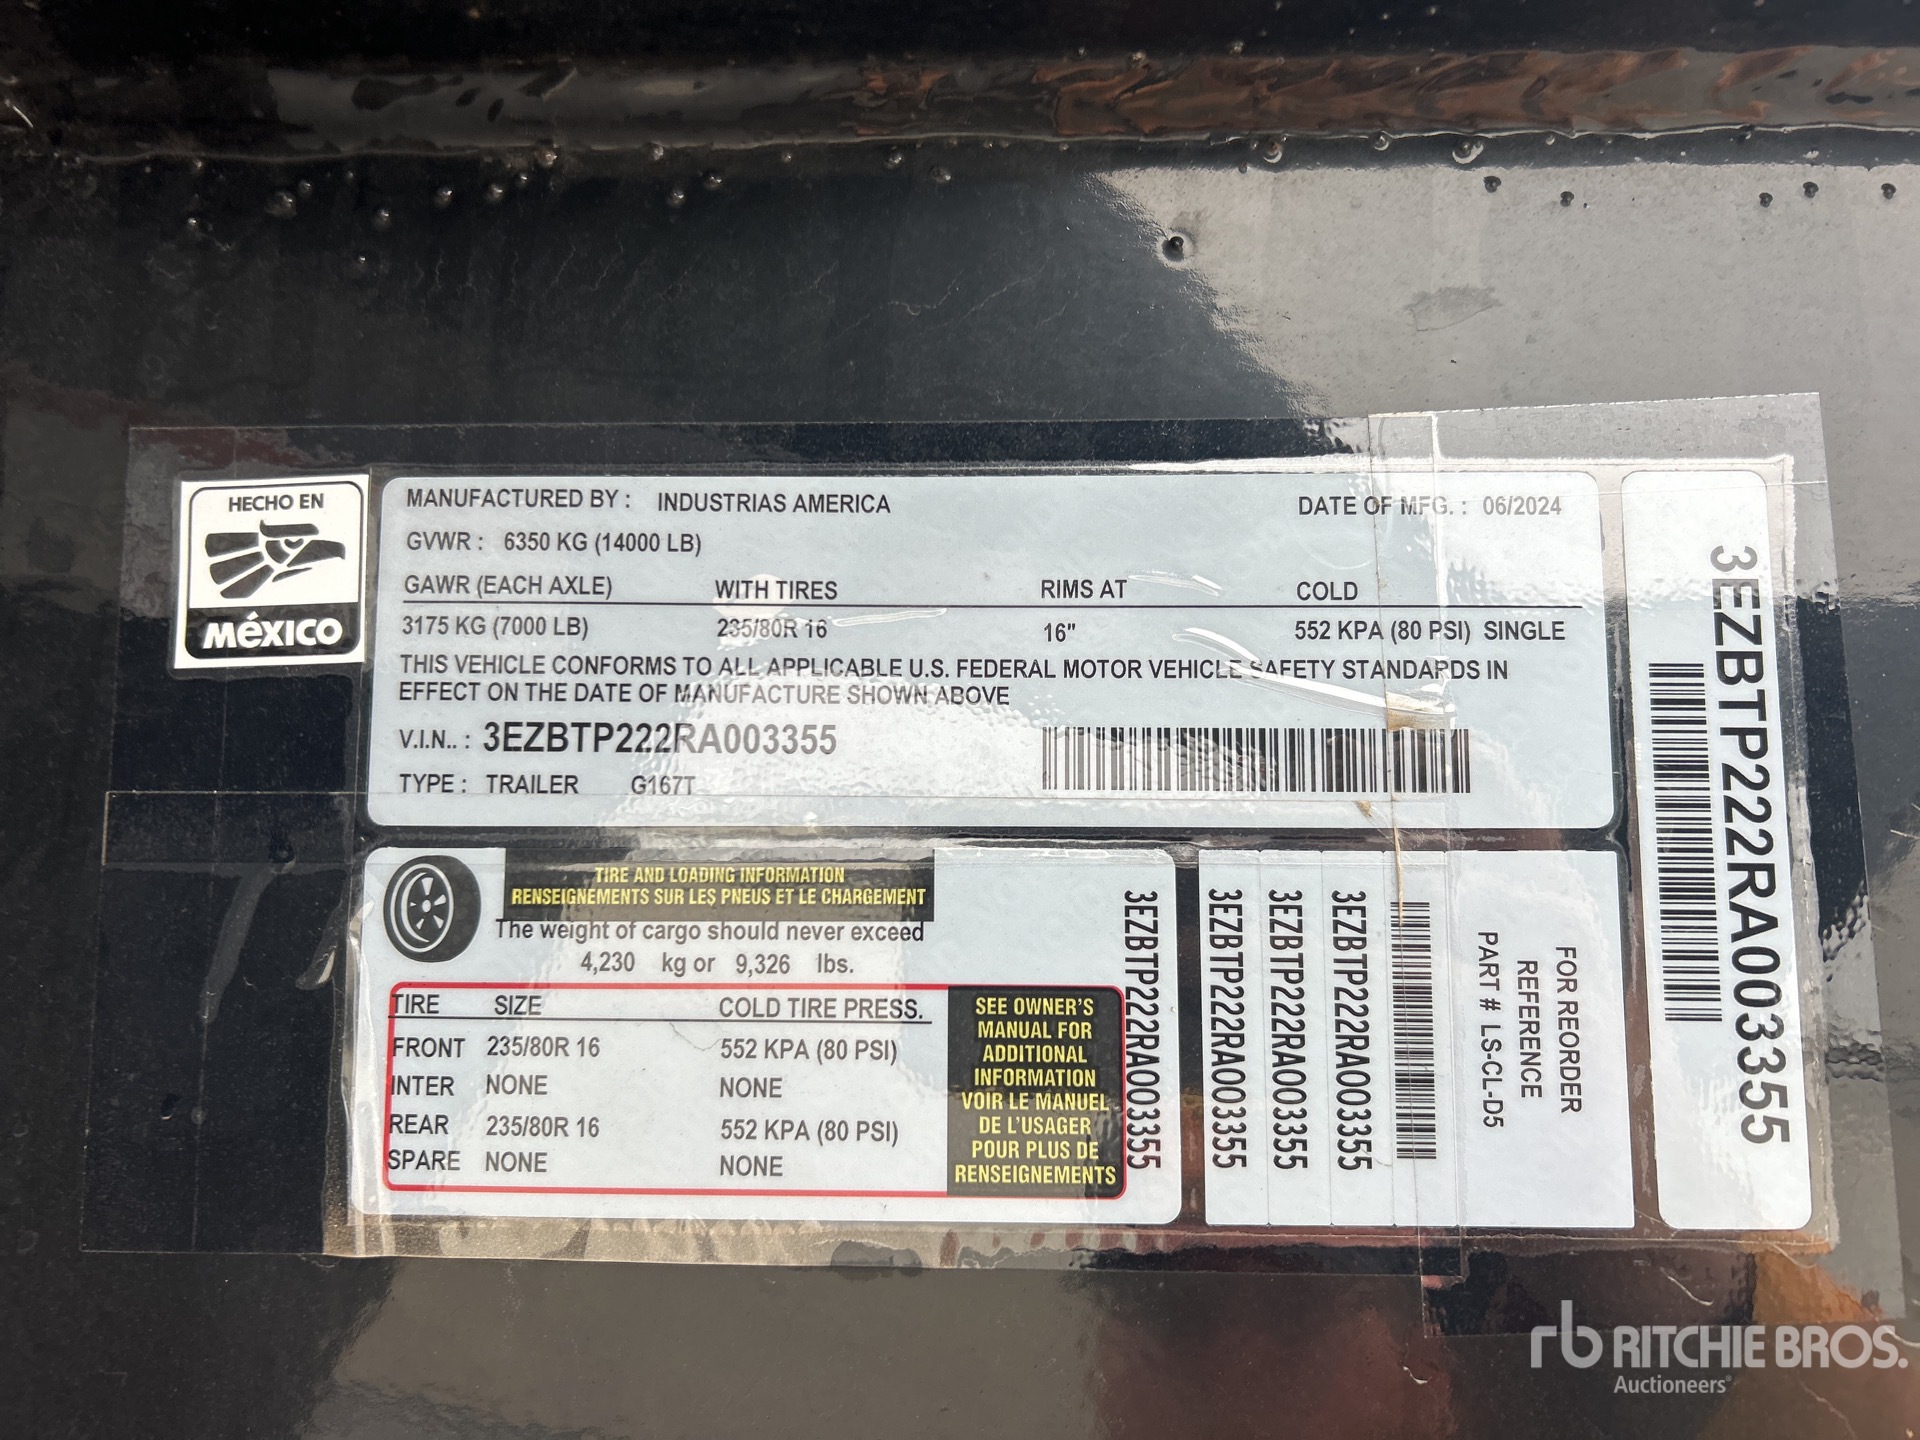 HECHO EN
México
MANUFACTURED BY : INDUSTRIAS AMERICA DATE OF MFG. : 06/2024
GVWR : 6350 KG (14000 LB)
GAWR (EACH AXLE) WITH TIRES RIMS AT COLD
3175 KG (7000 LB) 235/80R 16 16" 552 KPA (80 PSI) SINGLE
THIS VEHICLE CONFORMS TO ALL APPLICABLE U.S. FEDERAL MOTOR VEHICLE SAFETY STANDARDS IN
EFFECT ON THE DATE OF MANUFACTURE SHOWN ABOVE
V.I.N.. : 3EZBTP222RA003355
TYPE : TRAILER G167T
TIRE AND LOADING INFORMATION
RENSEIGNEMENTS SUR LES PNEUS ET LE CHARGEMENT
The weight of cargo should never exceed
4,230 kg or 9,326 lbs.
TIRE SIZE COLD TIRE PRESS.
FRONT 235/80R 16 552 KPA (80 PSI)
INTER NONE NONE
REAR 235/80R 16 552 KPA (80 PSI)
SPARE NONE NONE
SEE OWNER'S
MANUAL FOR
ADDITIONAL
INFORMATION
VOIR LE MANUEL
DE L'USAGER
POUR PLUS DE
RENSEIGNEMENTS
3EZBTP222RA003355
3EZBTP222RA003355
3EZBTP222RA003355
3EZBTP222RA003355
FOR REORDER
REFERENCE
PART # LS-CL-D5
3EZBTP222RA003355
rb RITCHIE BROS.
Auctioneers